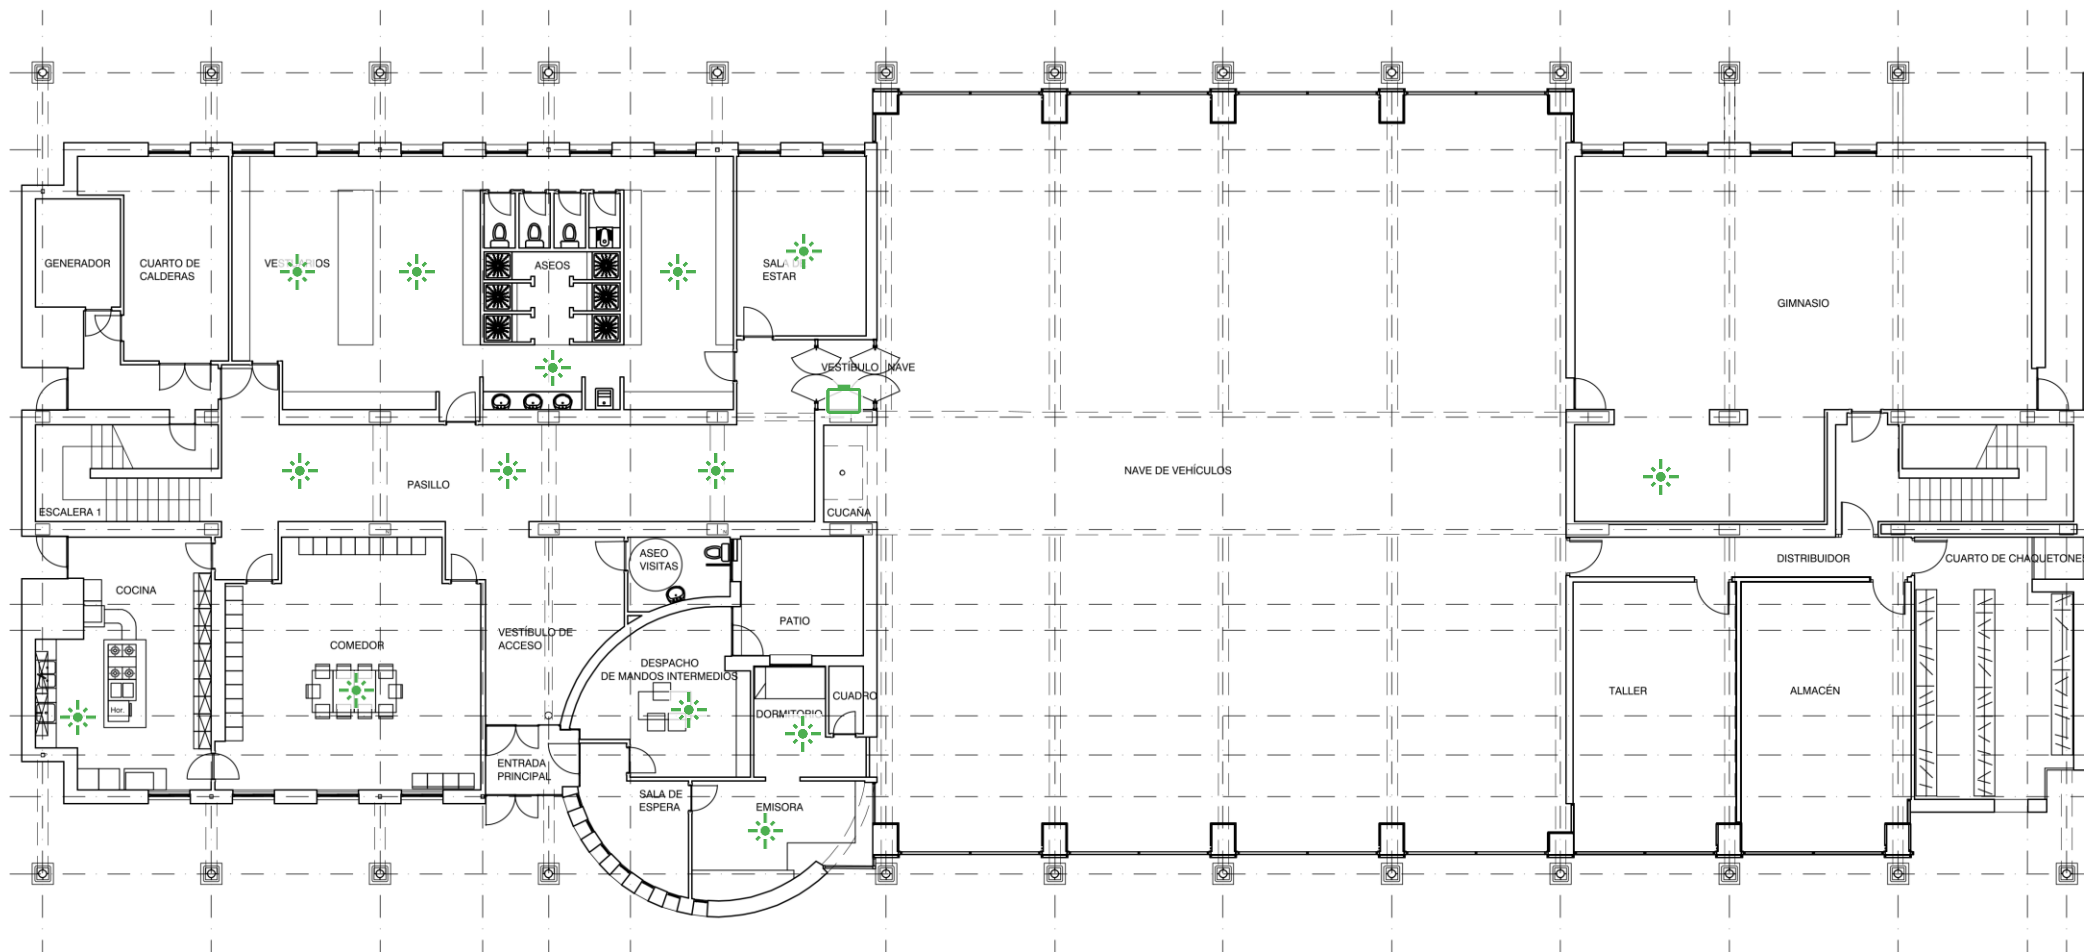 GENERADOR
CUARTO DE
CALDERAS
VESTUARIOS
ASEOS
SALA DE
ESTAR
GIMNASIO
VESTÍBULO NAVE
PASILLO
ESCALERA 1
CUCAÑA
NAVE DE VEHÍCULOS
COCINA
ASEO
VISITAS
DISTRIBUIDOR
CUARTO DE CHAQUETONES
COMEDOR
VESTÍBULO DE
ACCESO
PATIO
DESPACHO
DE MANDOS INTERMEDIOS
CUADRO
DORMITORIO
Hor.
TALLER
ALMACÉN
ENTRADA
PRINCIPAL
SALA DE
ESPERA
EMISORA